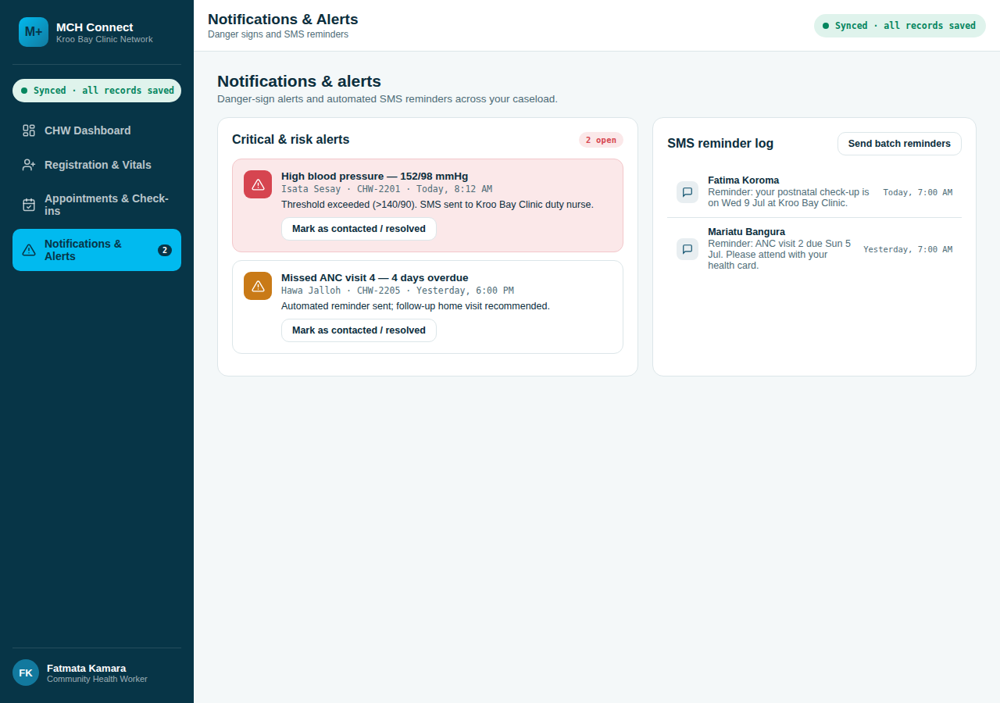 M+
MCH Connect
Kroo Bay Clinic Network
Synced · all records saved
CHW Dashboard
Registration & Vitals
Appointments & Check-
ins
Notifications &
Alerts
2
FK
Fatmata Kamara
Community Health Worker
Notifications & Alerts
Danger signs and SMS reminders
Synced · all records saved
Notifications & alerts
Danger-sign alerts and automated SMS reminders across your caseload.
Critical & risk alerts
2 open
High blood pressure — 152/98 mmHg
Isata Sesay · CHW-2201 · Today, 8:12 AM
Threshold exceeded (>140/90). SMS sent to Kroo Bay Clinic duty nurse.
Mark as contacted / resolved
Missed ANC visit 4 — 4 days overdue
Hawa Jalloh · CHW-2205 · Yesterday, 6:00 PM
Automated reminder sent; follow-up home visit recommended.
Mark as contacted / resolved
SMS reminder log
Send batch reminders
Fatima Koroma
Reminder: your postnatal check-up is
on Wed 9 Jul at Kroo Bay Clinic.
Today, 7:00 AM
Mariatu Bangura
Reminder: ANC visit 2 due Sun 5
Jul. Please attend with your
health card.
Yesterday, 7:00 AM